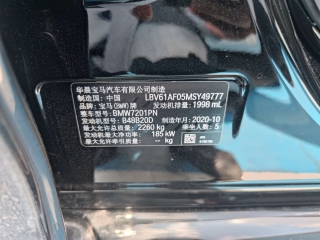 华晨宝马汽车有限公司制造
制造国：中国 LBV61AF05MSY49777
品牌：宝马(BMW)牌 发动机排量：1998 mL
整车型号：BMW7201PN
发动机型号：B48B20D 制造年月：2020-10
最大允许总质量：2260 kg 乘坐人数：5
发动机最大净功率：185 kW
最大允许牵引质量：-- kg